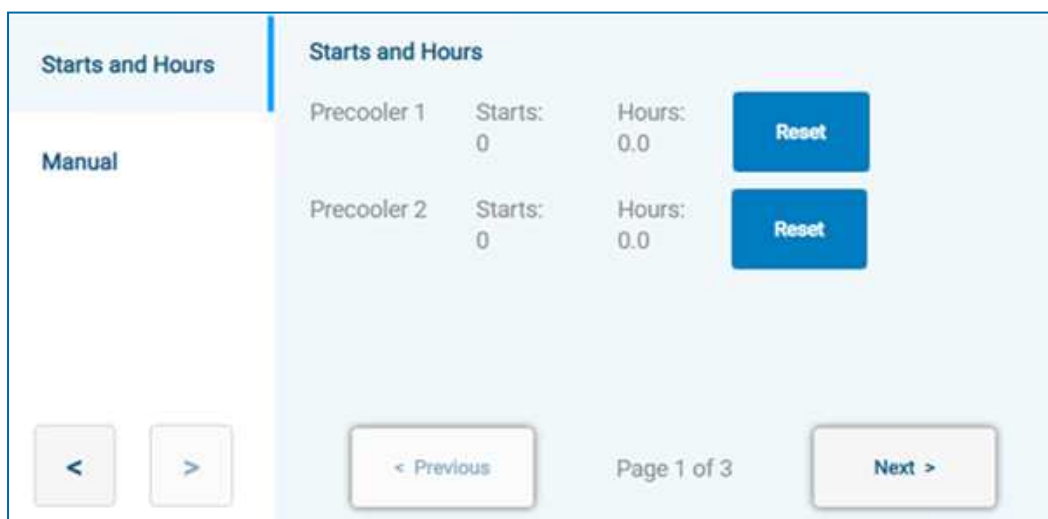 Starts and Hours
Manual
< >
Starts and Hours
Precooler 1 Starts: Hours: Reset
0 0.0
Precooler 2 Starts: Hours: Reset
0 0.0
< Previous Page 1 of 3 Next >